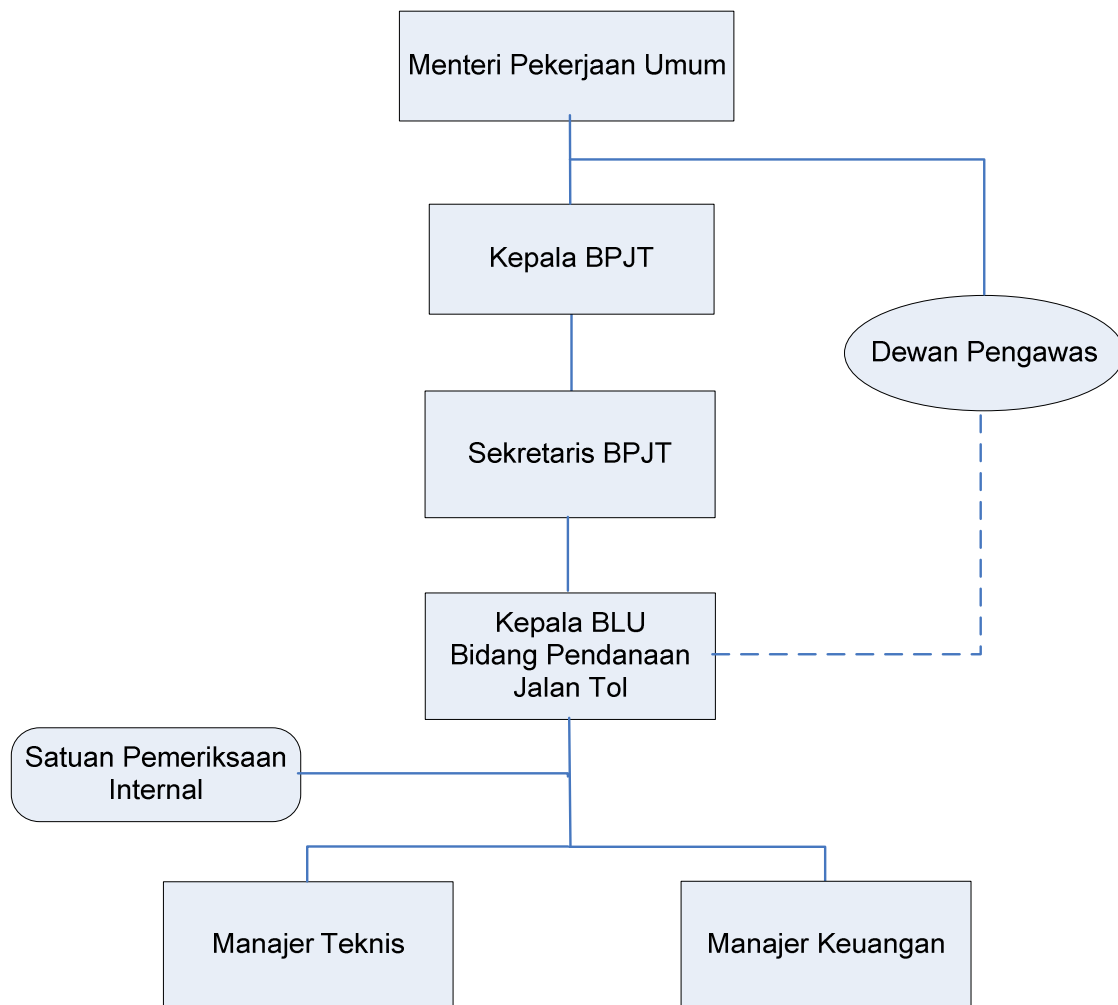 Menteri Pekerjaan Umum
Kepala BPJT
Dewan Pengawas
Sekretaris BPJT
Kepala BLU
Bidang Pendanaan
Jalan Tol
Satuan Pemeriksaan
Internal
Manajer Teknis
Manajer Keuangan